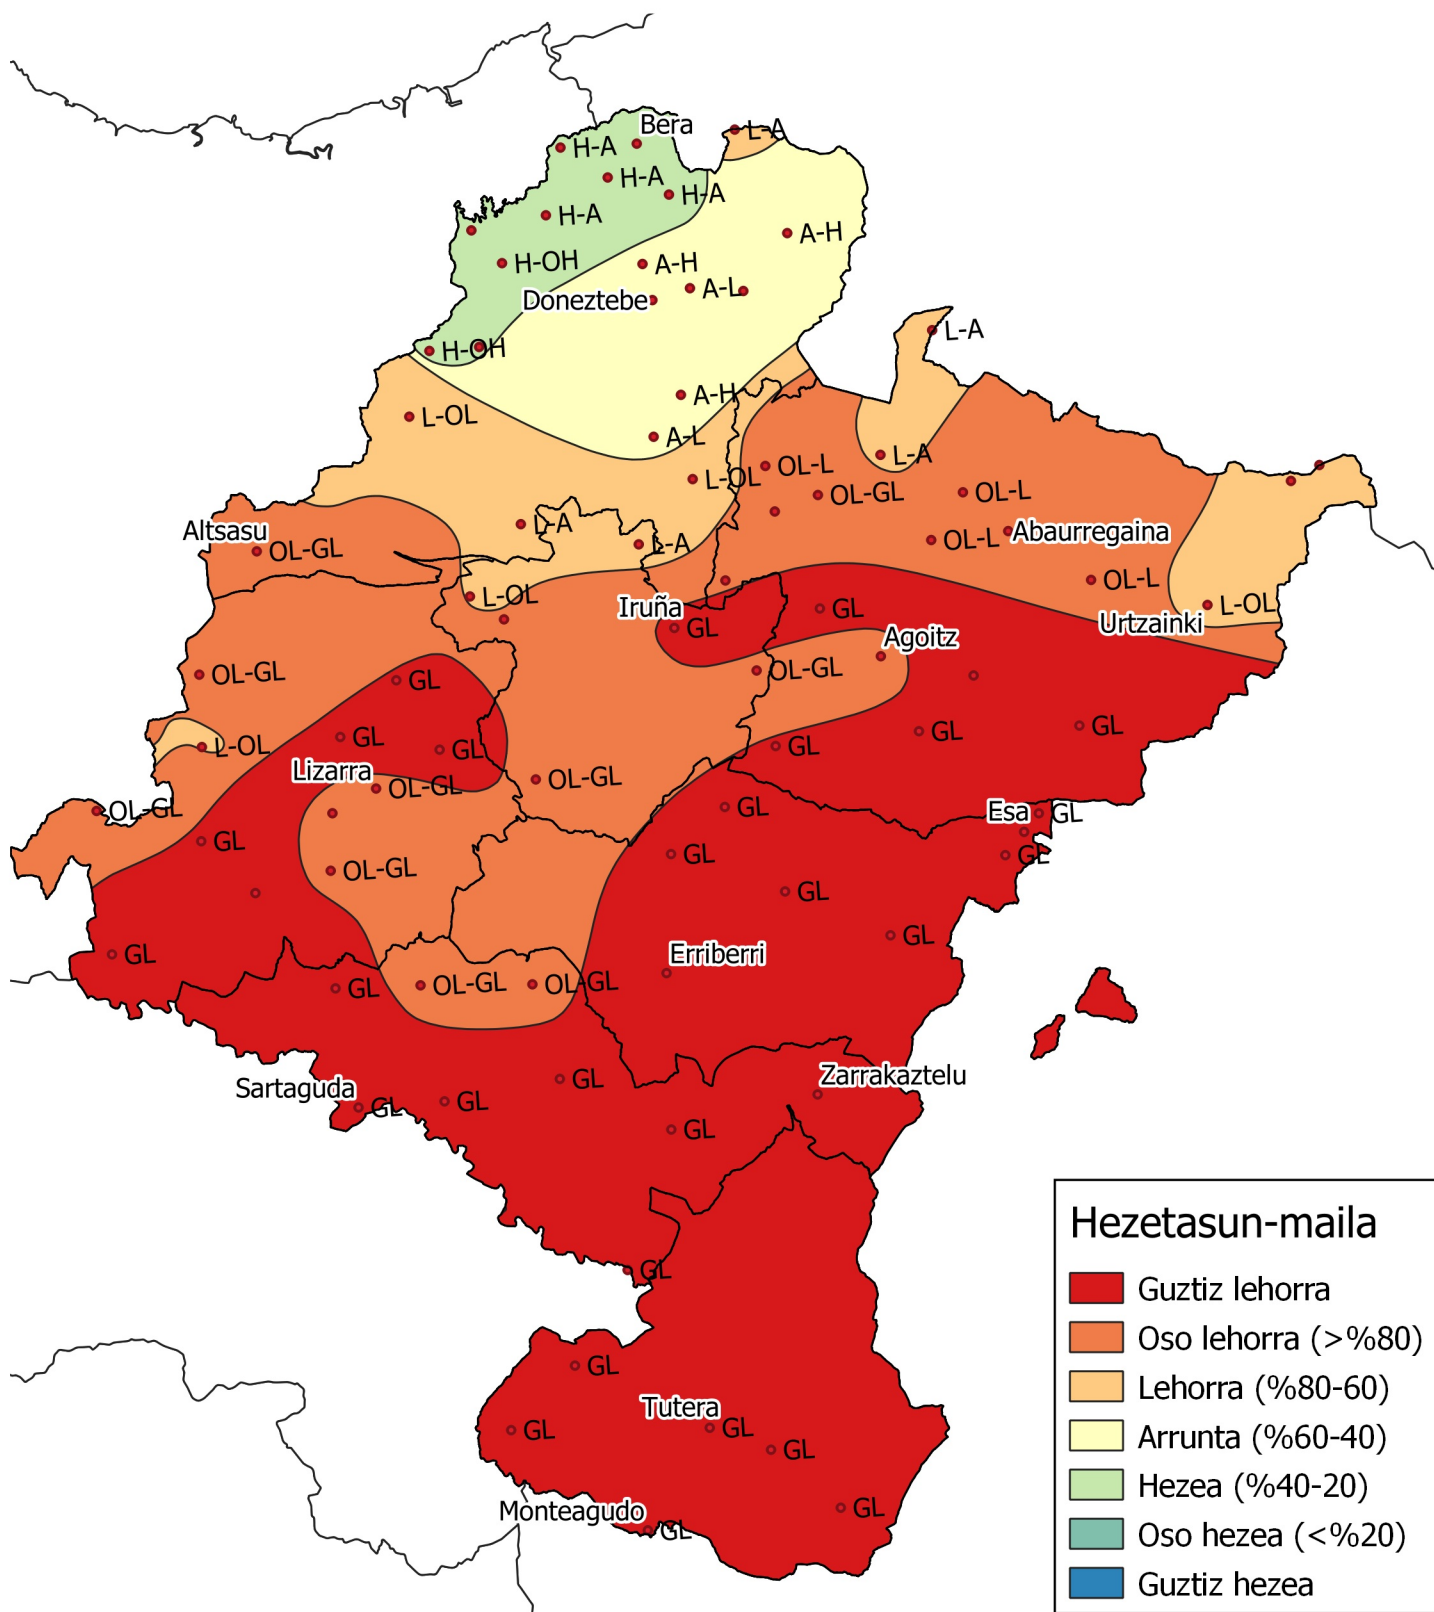 Bera
L-A
H-A
H-A
H-A
H-A
A-H
H-OH
A-H
A-L
Doneztebe
L-A
H-OH
A-H
L-OL
A-L
L-A
OL-L
L-OL
OL-GL
OL-L
L-A
Altsasu
Abaurregaina
OL-L
L-A
OL-GL
OL-L
L-OL
L-OL
Iruña
GL
GL
Urtzainki
Agoitz
OL-GL
OL-GL
GL
GL
GL
GL
GL
L-OL
GL
GL
Lizarra
OL-GL
OL-GL
OL-GL
GL
Esa
GL
GL
GL
GL
OL-GL
GL
GL
Erriberri
GL
GL
OL-GL
OL-GL
GL
Zarrakaztelu
Sartaguda
GL
GL
GL
GL
GL
GL
Tutera
GL
GL
GL
Monteagudo
GL
GL
Hezetasun-maila
Guztiz lehorra
Oso lehorra (>%80)
Lehorra (%80-60)
Arrunta (%60-40)
Hezea (%40-20)
Oso hezea (<%20)
Guztiz hezea